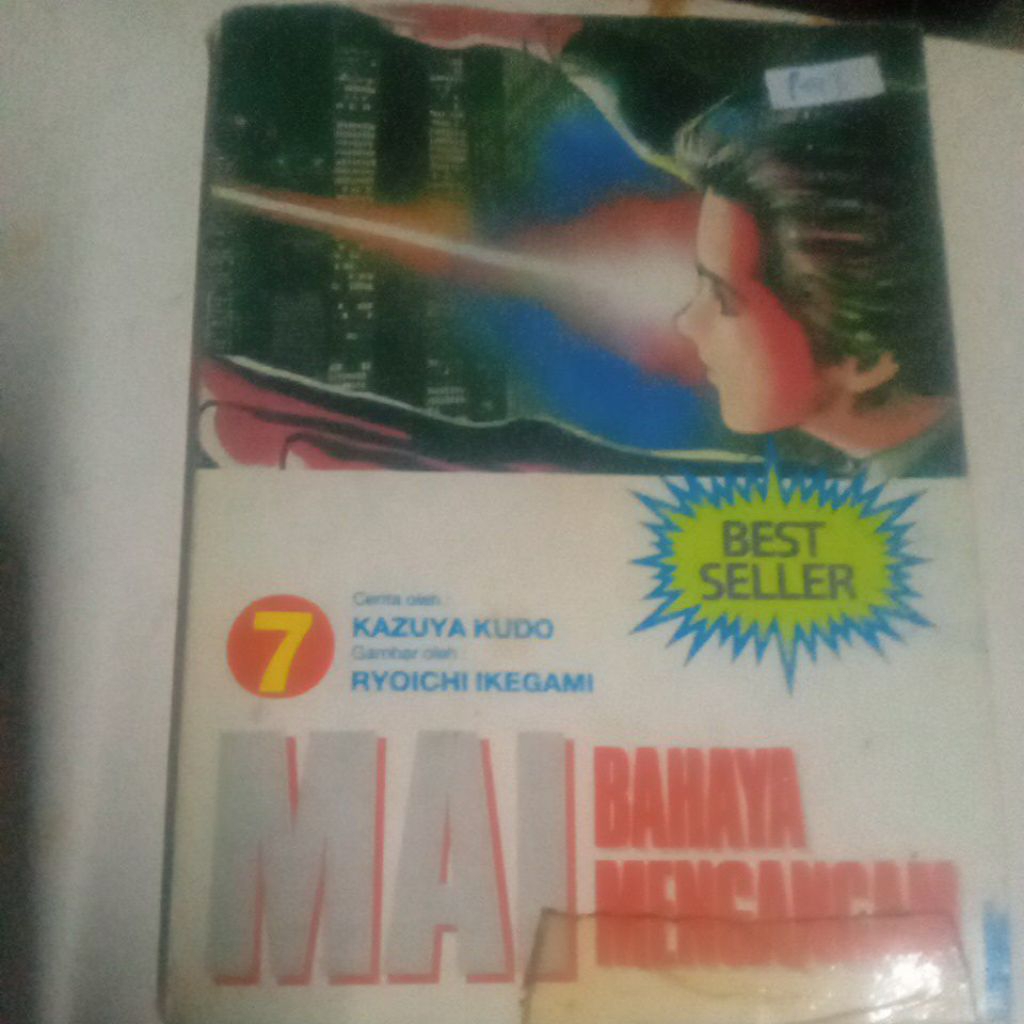 BEST
SELLER
7
Cerita oleh :
KAZUYA KUDO
Gambar oleh :
RYOICHI IKEGAMI
MAI
BAHAYA
MENGANCAM